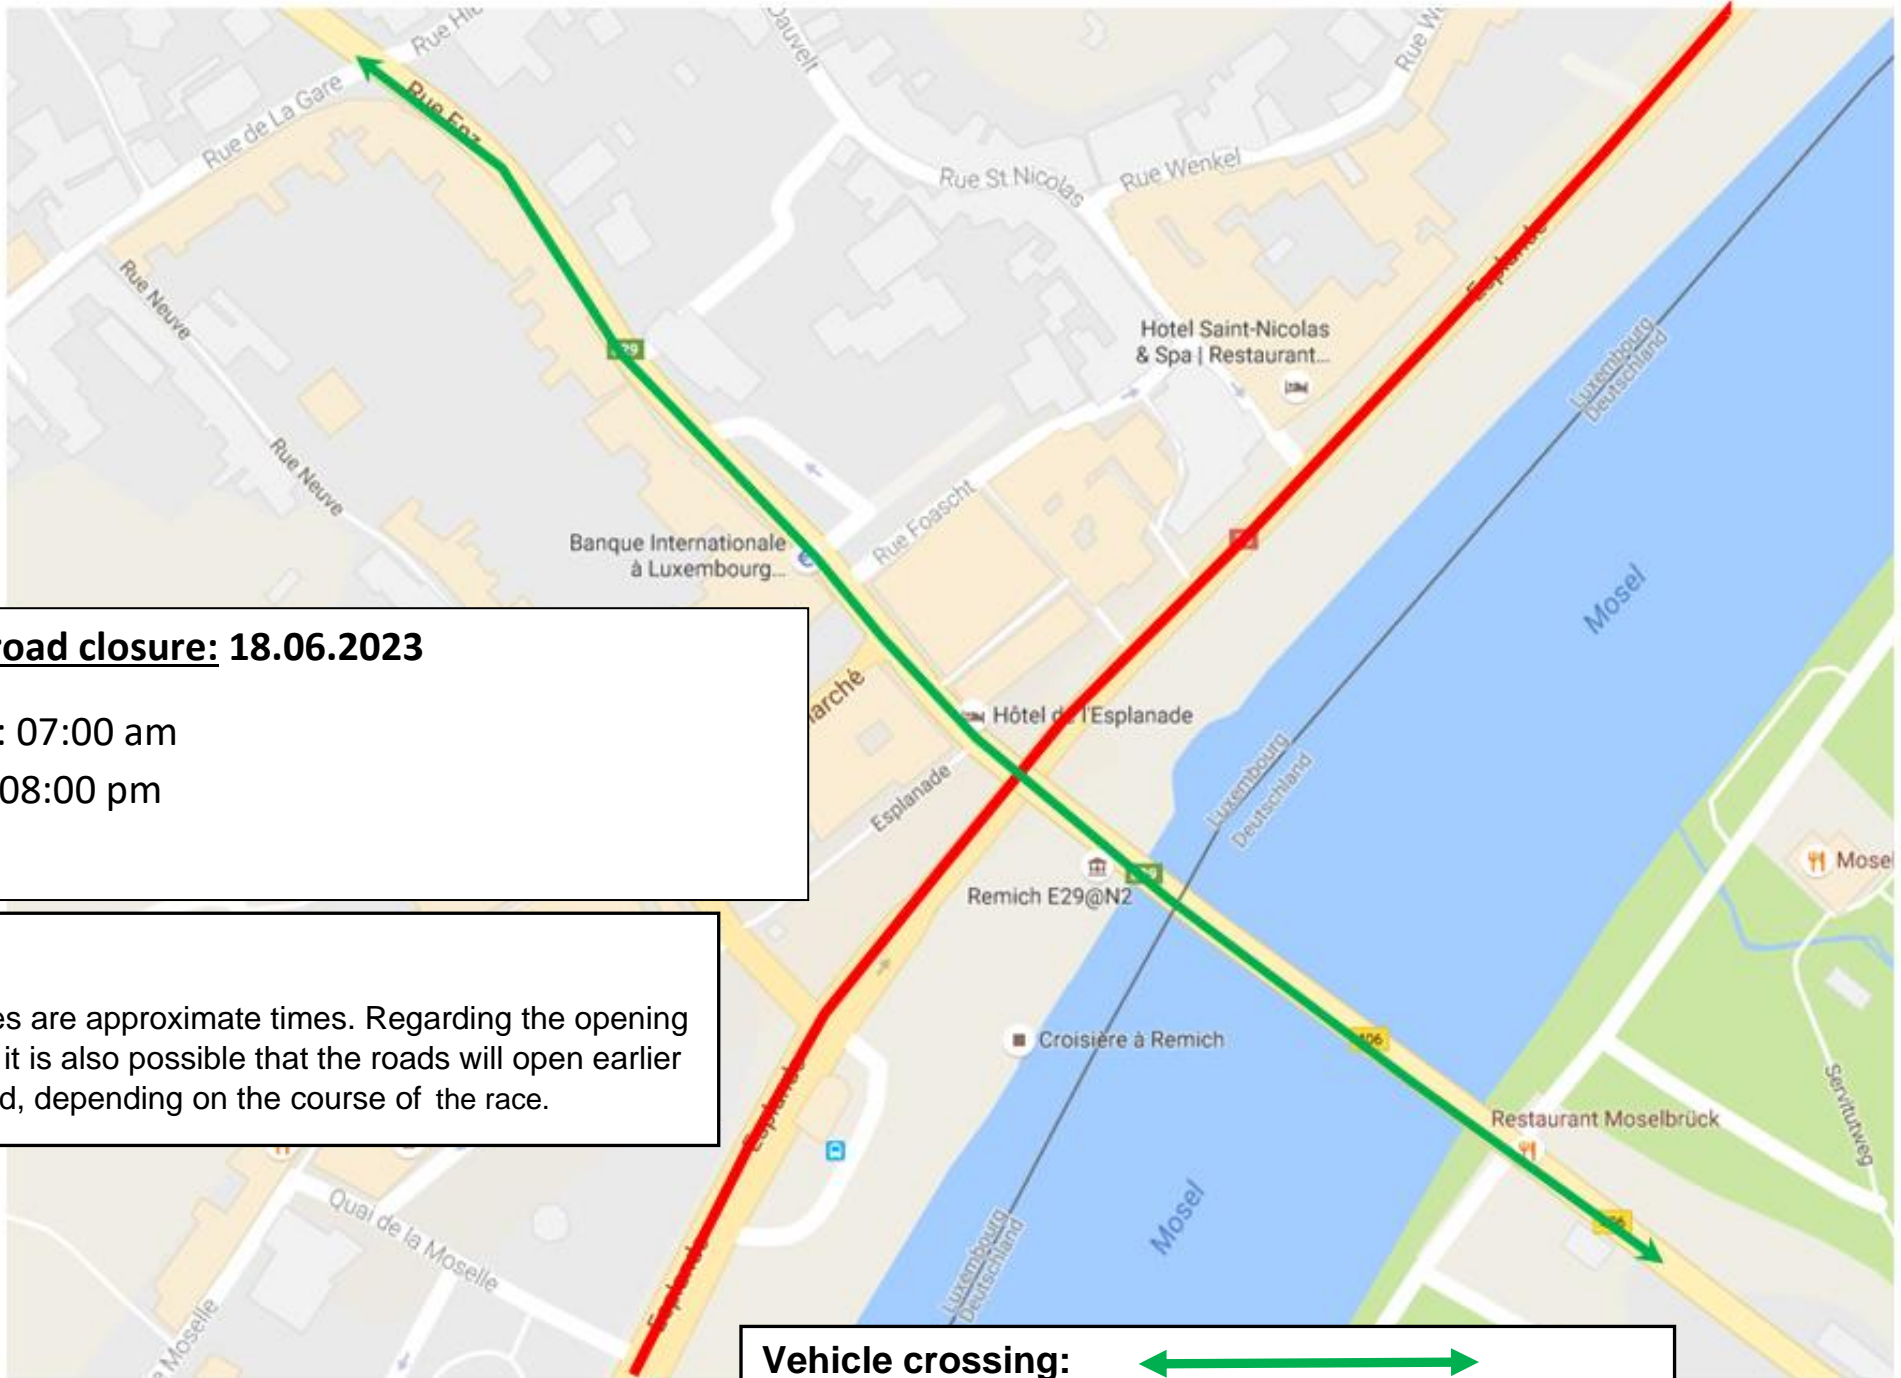 Rue de La Gare
Rue Enz
Rue St Nicolas
Rue Wenkel
Esplanade
Rue Neuve
Hotel Saint-Nicolas
& Spa | Restaurant...
Luxembourg
Deutschland
Rue Neuve
Rue Foascht
Banque Internationale
à Luxembourg...
Mosel
road closure: 18.06.2023
: 07:00 am
08:00 pm
arché
Hôtel de l'Esplanade
Esplanade
Luxembourg
Deutschland
Remich E29@N2
Mosel
es are approximate times. Regarding the opening
it is also possible that the roads will open earlier
d, depending on the course of the race.
Croisière à Remich
Restaurant Moselbrück
Servitutweg
Esplanade
Quai de la Moselle
Mosel
Luxembourg
Deutschland
Esplanade
Moselle
Vehicle crossing: